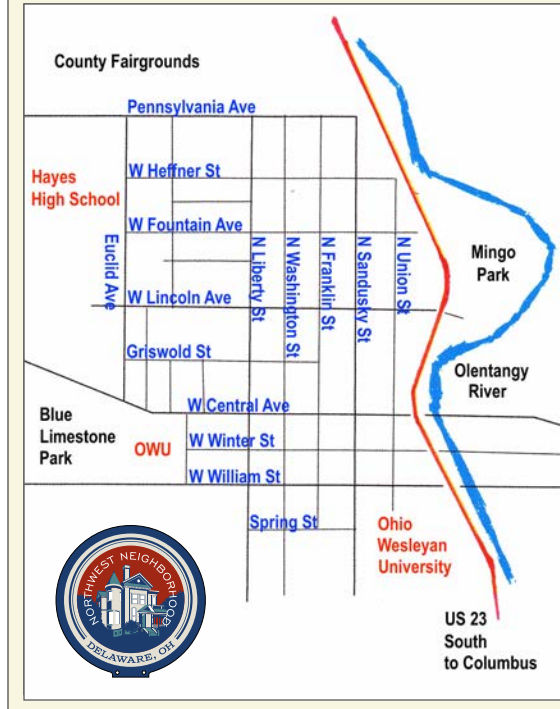 County Fairgrounds
Pennsylvania Ave
Hayes
High School
W Heffner St
W Fountain Ave
Euclid Ave
N Liberty St
N Washington St
N Franklin St
N Sandusky St
N Union St
Mingo
Park
W Lincoln Ave
Griswold St
Olentangy
River
W Central Ave
Blue
Limestone
Park
OWU
W Winter St
W William St
Spring St
Ohio
Wesleyan
University
NORTHWEST NEIGHBORHOOD
DELAWARE, OH
US 23
South
to Columbus